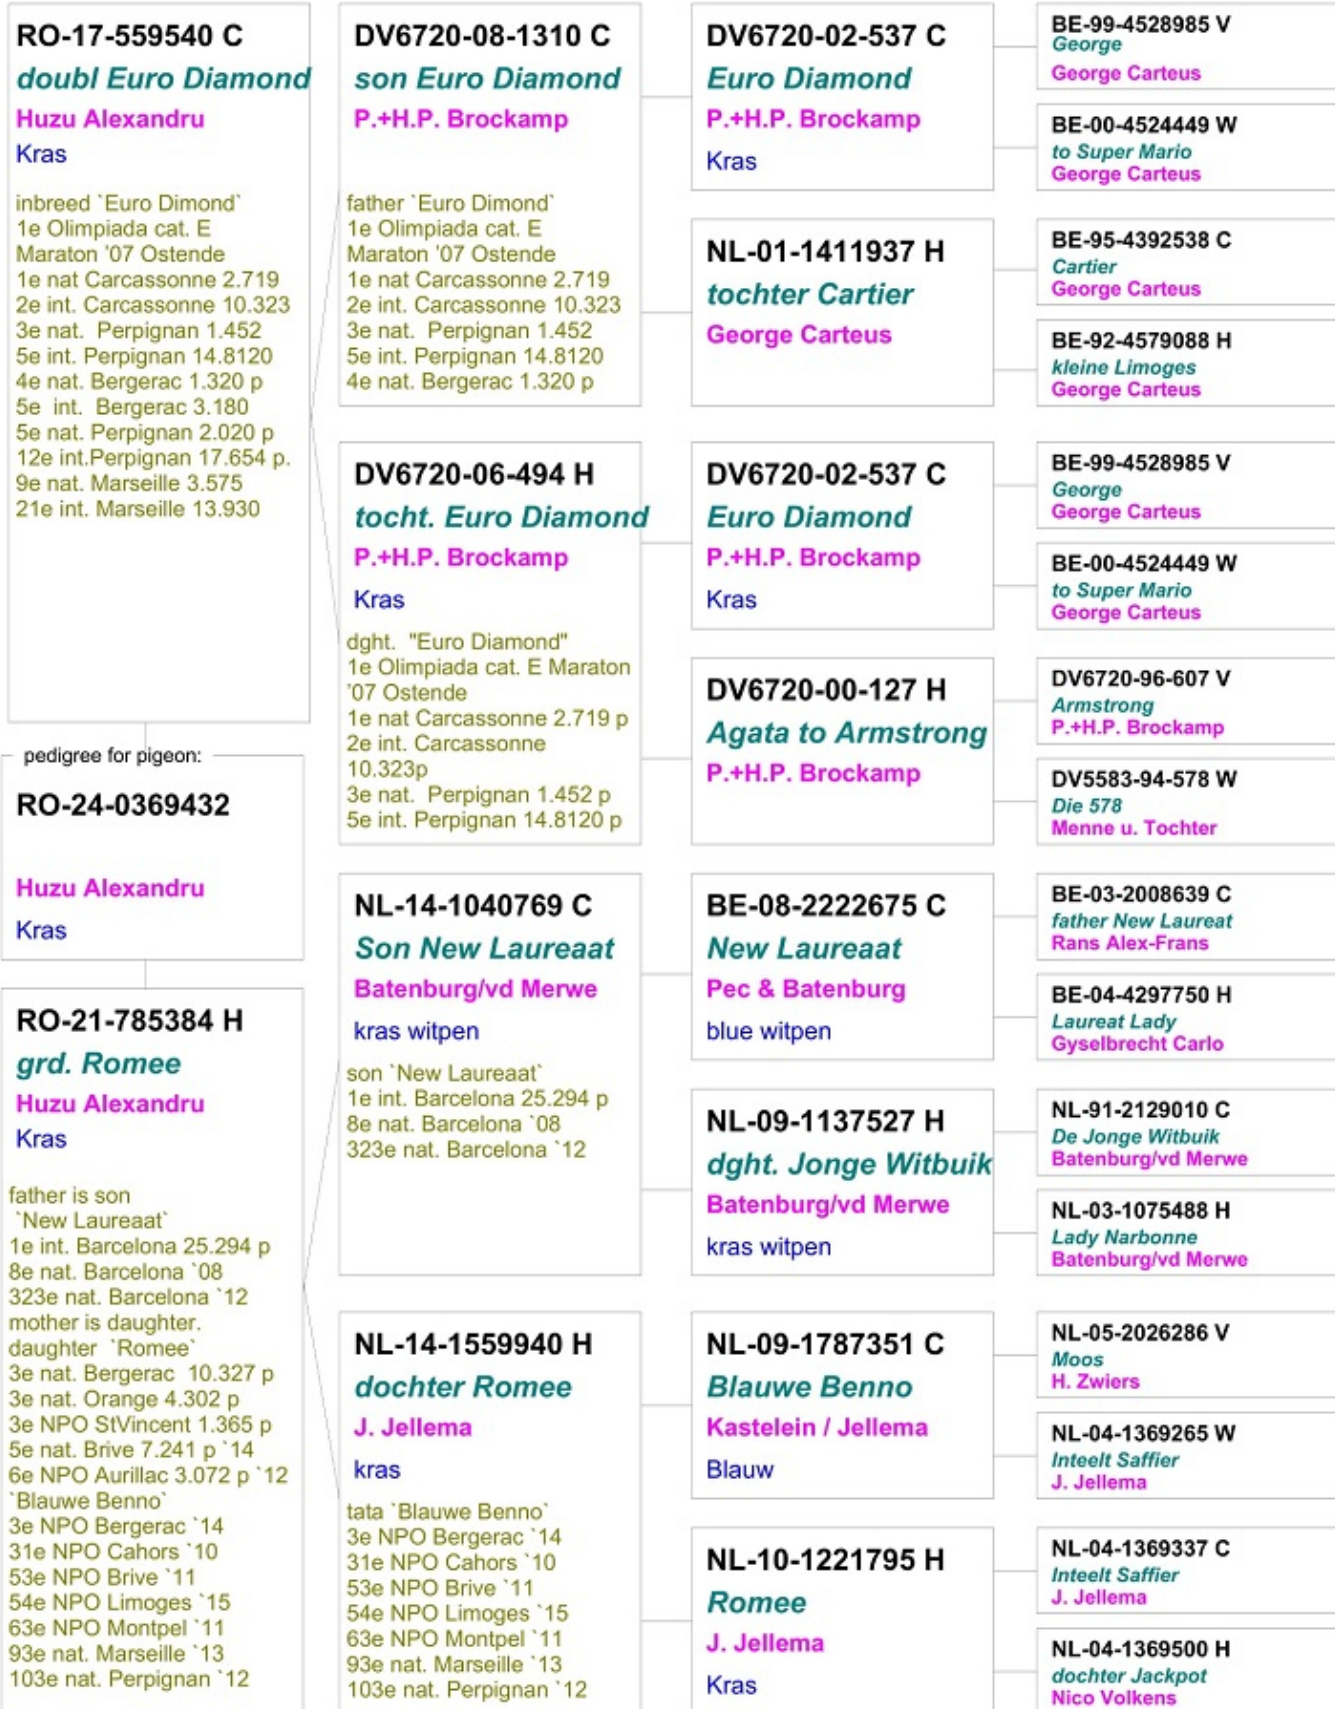 RO-17-559540 C
doubl Euro Diamond
Huzu Alexandru
Kras
inbreed `Euro Dimond`
1e Olimpiada cat. E
Maraton '07 Ostende
1e nat Carcassonne 2.719
2e int. Carcassonne 10.323
3e nat.  Perpignan 1.452
5e int. Perpignan 14.8120
4e nat. Bergerac 1.320 p
5e  int.  Bergerac 3.180
5e nat. Perpignan 2.020 p
12e int.Perpignan 17.654 p.
9e nat. Marseille 3.575
21e int. Marseille 13.930
pedigree for pigeon:
RO-24-0369432
Huzu Alexandru
Kras
RO-21-785384 H
grd. Romee
Huzu Alexandru
Kras
father is son
`New Laureaat`
1e int. Barcelona 25.294 p
8e nat. Barcelona `08
323e nat. Barcelona `12
mother is daughter.
daughter  `Romee`
3e nat. Bergerac  10.327 p
3e nat. Orange 4.302 p
3e NPO StVincent 1.365 p
5e nat. Brive 7.241 p `14
6e NPO Aurillac 3.072 p `12
`Blauwe Benno`
3e NPO Bergerac `14
31e NPO Cahors `10
53e NPO Brive `11
54e NPO Limoges `15
63e NPO Montpel `11
93e nat. Marseille `13
103e nat. Perpignan `12
DV6720-08-1310 C
son Euro Diamond
P.+H.P. Brockamp
father `Euro Dimond`
1e Olimpiada cat. E
Maraton '07 Ostende
1e nat Carcassonne 2.719
2e int. Carcassonne 10.323
3e nat.  Perpignan 1.452
5e int. Perpignan 14.8120
4e nat. Bergerac 1.320 p
DV6720-06-494 H
tocht. Euro Diamond
P.+H.P. Brockamp
Kras
dght.  "Euro Diamond"
1e Olimpiada cat. E Maraton
'07 Ostende
1e nat Carcassonne 2.719 p
2e int. Carcassonne
10.323p
3e nat.  Perpignan 1.452 p
5e int. Perpignan 14.8120 p
NL-14-1040769 C
Son New Laureaat
Batenburg/vd Merwe
kras witpen
son `New Laureaat`
1e int. Barcelona 25.294 p
8e nat. Barcelona `08
323e nat. Barcelona `12
NL-14-1559940 H
dochter Romee
J. Jellema
kras
tata `Blauwe Benno`
3e NPO Bergerac `14
31e NPO Cahors `10
53e NPO Brive `11
54e NPO Limoges `15
63e NPO Montpel `11
93e nat. Marseille `13
103e nat. Perpignan `12
DV6720-02-537 C
Euro Diamond
P.+H.P. Brockamp
Kras
NL-01-1411937 H
tochter Cartier
George Carteus
DV6720-02-537 C
Euro Diamond
P.+H.P. Brockamp
Kras
DV6720-00-127 H
Agata to Armstrong
P.+H.P. Brockamp
BE-08-2222675 C
New Laureaat
Pec & Batenburg
blue witpen
NL-09-1137527 H
dght. Jonge Witbuik
Batenburg/vd Merwe
kras witpen
NL-09-1787351 C
Blauwe Benno
Kastelein / Jellema
Blauw
NL-10-1221795 H
Romee
J. Jellema
Kras
BE-99-4528985 V
George
George Carteus
BE-00-4524449 W
to Super Mario
George Carteus
BE-95-4392538 C
Cartier
George Carteus
BE-92-4579088 H
kleine Limoges
George Carteus
BE-99-4528985 V
George
George Carteus
BE-00-4524449 W
to Super Mario
George Carteus
DV6720-96-607 V
Armstrong
P.+H.P. Brockamp
DV5583-94-578 W
Die 578
Menne u. Tochter
BE-03-2008639 C
father New Laureat
Rans Alex-Frans
BE-04-4297750 H
Laureat Lady
Gyselbrecht Carlo
NL-91-2129010 C
De Jonge Witbuik
Batenburg/vd Merwe
NL-03-1075488 H
Lady Narbonne
Batenburg/vd Merwe
NL-05-2026286 V
Moos
H. Zwiers
NL-04-1369265 W
Inteelt Saffier
J. Jellema
NL-04-1369337 C
Inteelt Saffier
J. Jellema
NL-04-1369500 H
dochter Jackpot
Nico Volkens